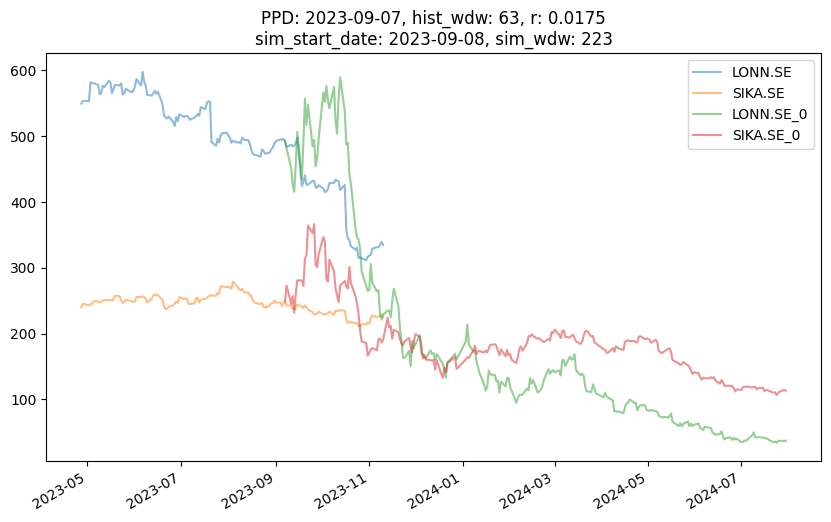 PPD: 2023-09-07, hist_wdw: 63, r: 0.0175
sim_start_date: 2023-09-08, sim_wdw: 223
LONN.SE
SIKA.SE
LONN.SE_0
SIKA.SE_0
600
500
400
300
200
100
2023-05
2023-07
2023-09
2023-11
2024-01
2024-03
2024-05
2024-07